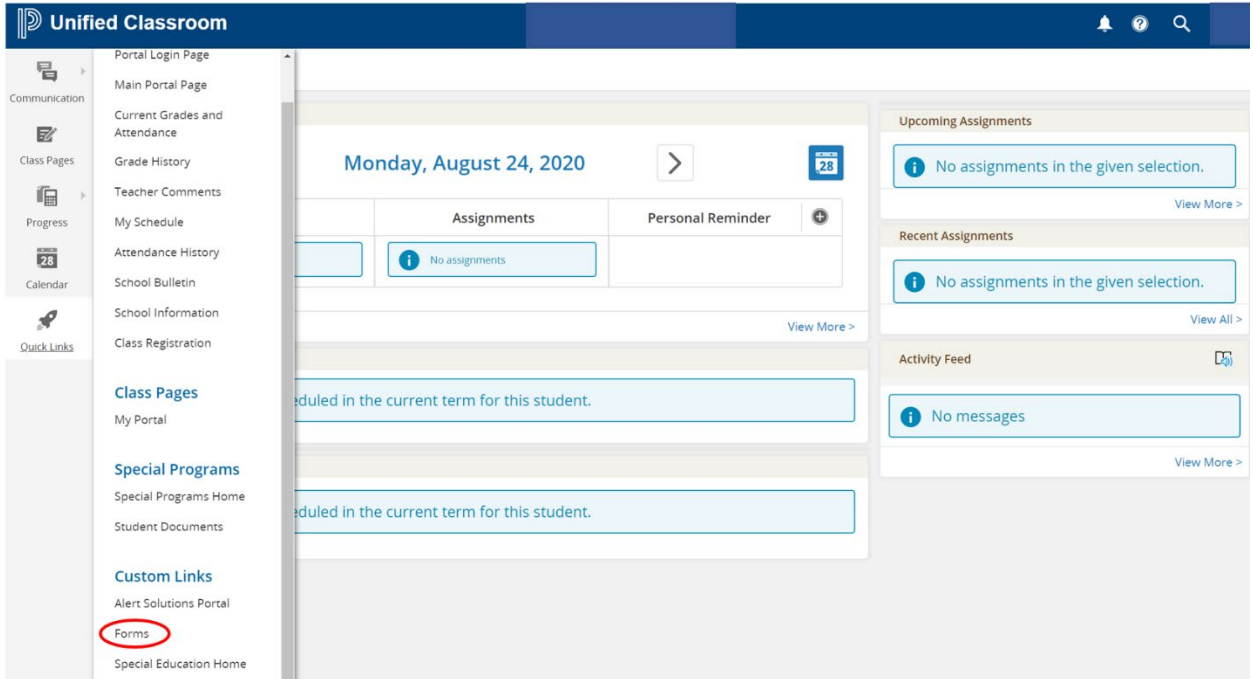 Unified Classroom
Communication
Class Pages
Progress
28
Calendar
Quick Links
Portal Login Page
Main Portal Page
Current Grades and
Attendance
Grade History
Teacher Comments
My Schedule
Attendance History
School Bulletin
School Information
Class Registration
Class Pages
My Portal
Special Programs
Special Programs Home
Student Documents
Custom Links
Alert Solutions Portal
Forms
Special Education Home
Monday, August 24, 2020
28
Assignments
Personal Reminder
No assignments
View More >
eduled in the current term for this student.
eduled in the current term for this student.
Upcoming Assignments
No assignments in the given selection.
View More >
Recent Assignments
No assignments in the given selection.
View All >
Activity Feed
No messages
View More >